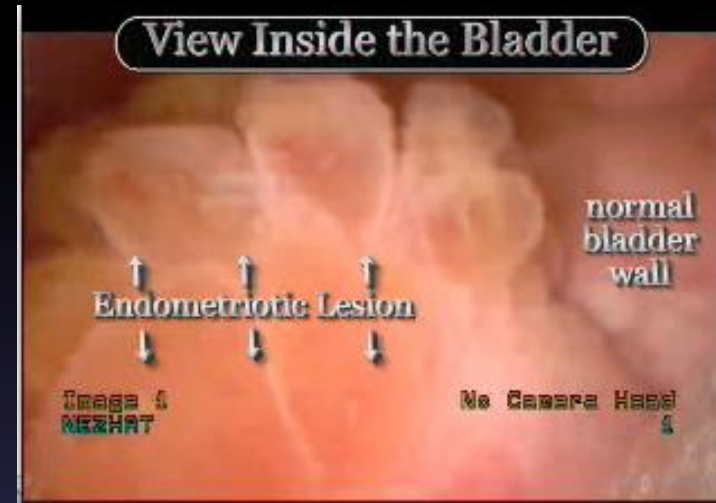 View Inside the Bladder
normal
bladder
wall
Endometriotic Lesion
Image 1
No Camera Head
NEZHAT
1